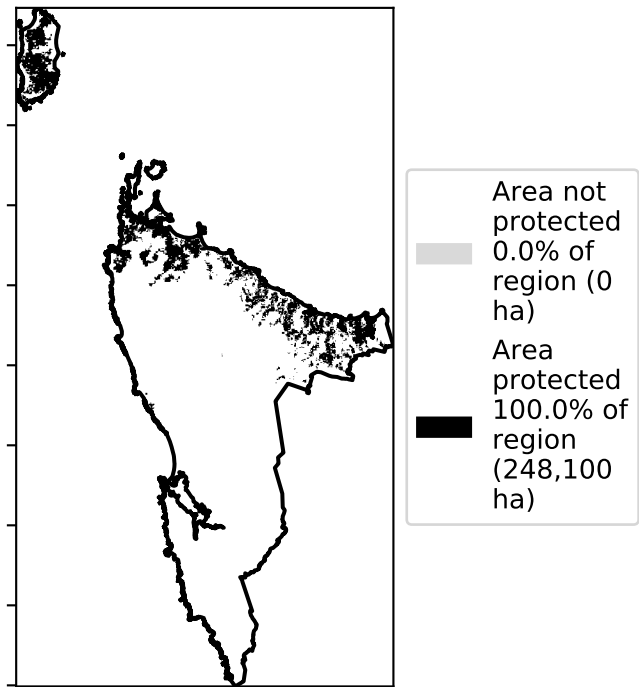 Area not
protected
0.0% of
region (0
ha)
Area
protected
100.0% of
region
(248,100
ha)